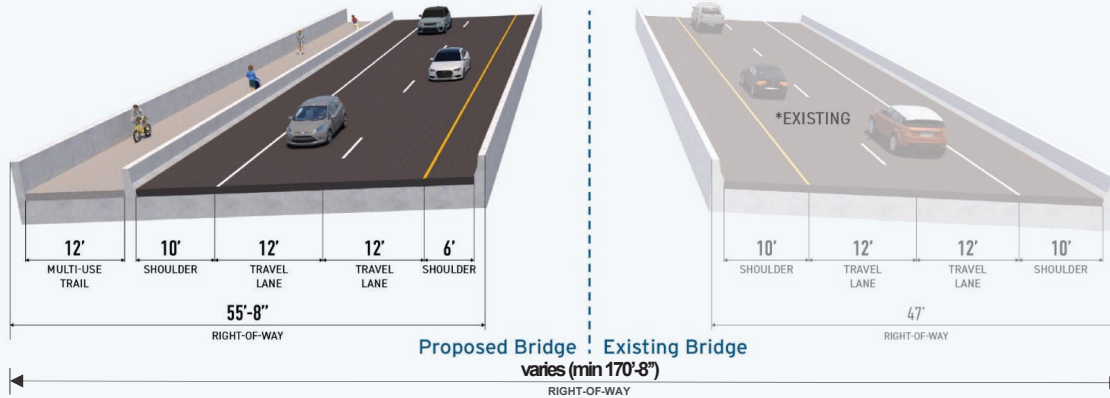 *EXISTING
12' 10' 12' 12' 6' 10' 12' 12' 10'
MULTI-USE TRAIL SHOULDER TRAVEL LANE TRAVEL LANE SHOULDER SHOULDER TRAVEL LANE TRAVEL LANE SHOULDER
55'-8" 47'
RIGHT-OF-WAY RIGHT-OF-WAY
Proposed Bridge Existing Bridge
varies (min 170'-8")
RIGHT-OF-WAY